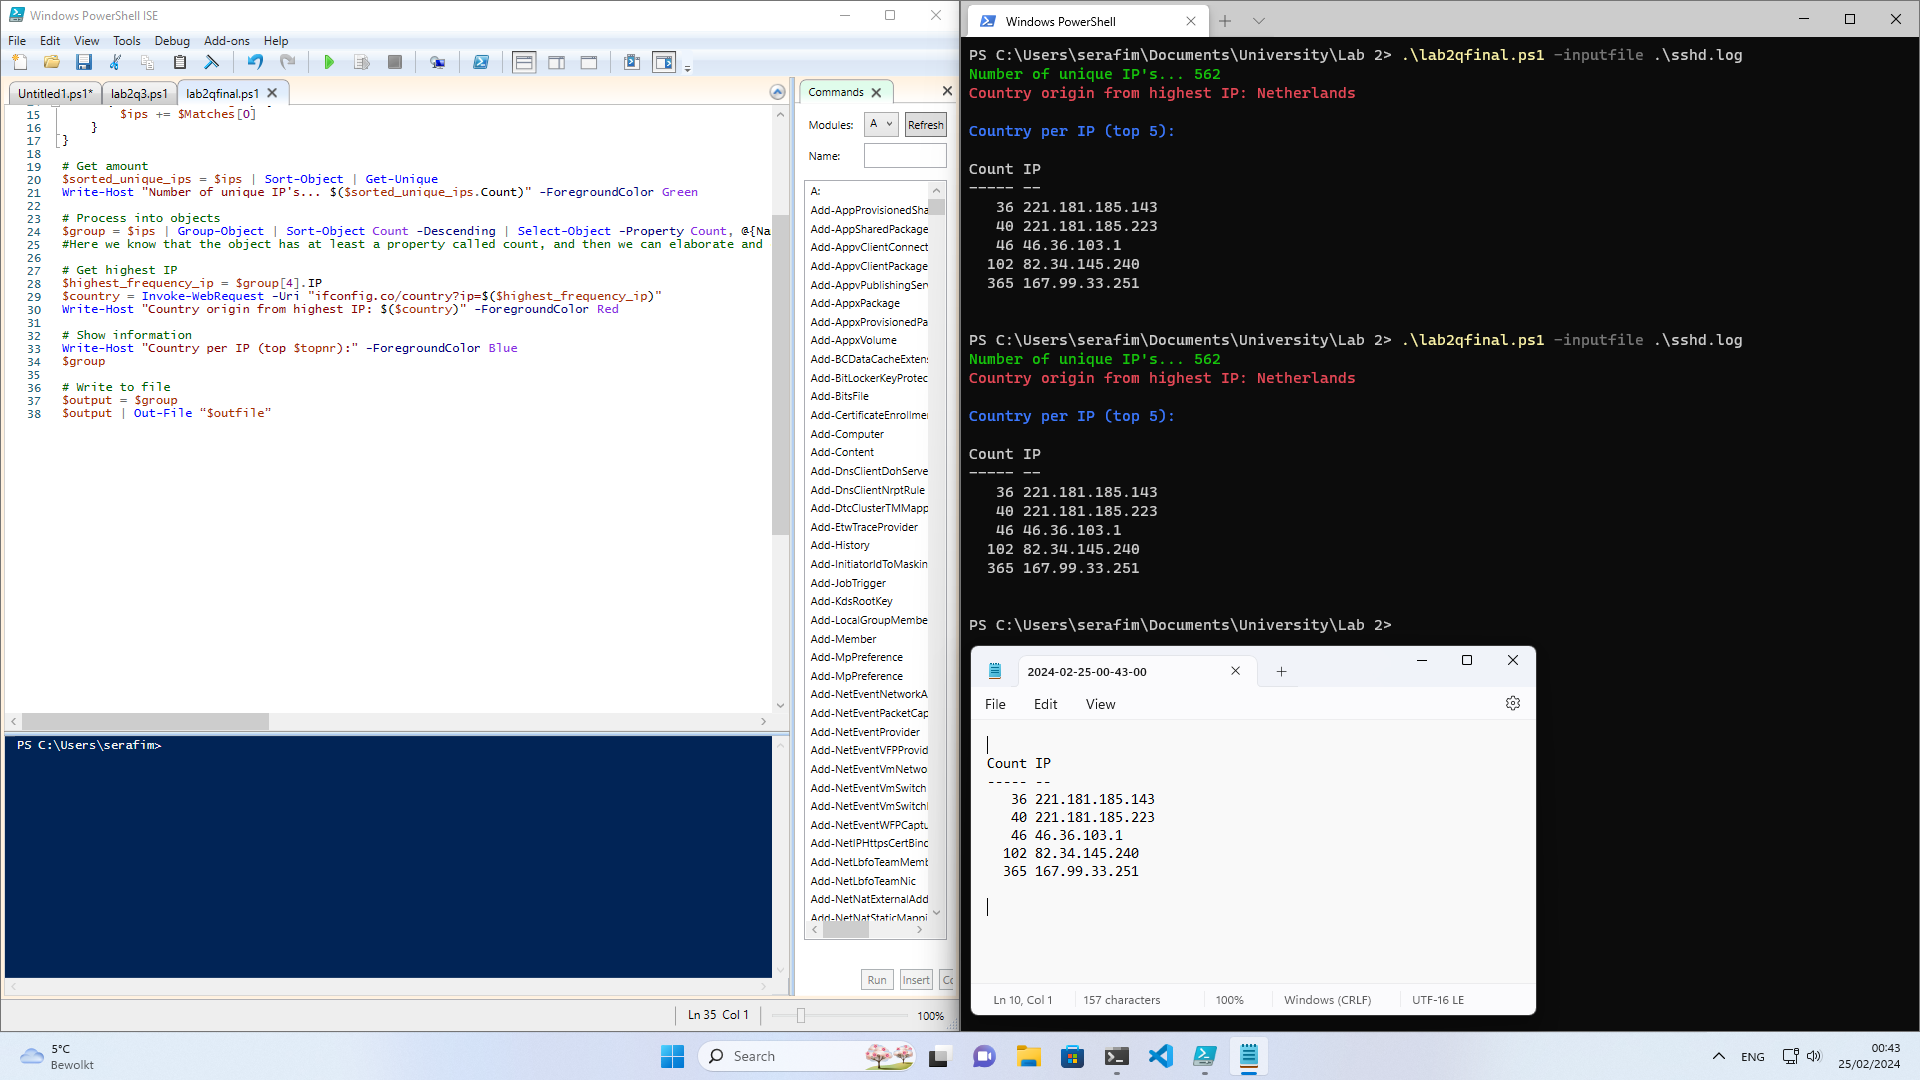 Windows PowerShell ISE
File Edit View Tools Debug Add-ons Help
Untitled1.ps1* lab2q3.ps1 lab2qfinal.ps1
15 $ips += $Matches[0]
16 }
17 }
18
19 # Get amount
20 $sorted_unique_ips = $ips | Sort-Object | Get-Unique
21 Write-Host "Number of unique IP's... $($sorted_unique_ips.Count)" -ForegroundColor Green
22
23 # Process into objects
24 $group = $ips | Group-Object | Sort-Object Count -Descending | Select-Object -Property Count, @{Na
25 #Here we know that the object has at least a property called count, and then we can elaborate and
26
27 # Get highest IP
28 $highest_frequency_ip = $group[4].IP
29 $country = Invoke-WebRequest -Uri "ifconfig.co/country?ip=$($highest_frequency_ip)"
30 Write-Host "Country origin from highest IP: $($country)" -ForegroundColor Red
31
32 # Show information
33 Write-Host "Country per IP (top $topnr):" -ForegroundColor Blue
34 $group
35
36 # Write to file
37 $output = $group
38 $output | Out-File “$outfile”
PS C:\Users\serafim>
Ln 35 Col 1 100%
Commands
Modules: A Refresh
Name:
A:
Add-AppProvisionedSha
Add-AppSharedPackage
Add-AppvClientConnect
Add-AppvClientPackage
Add-AppvPublishingServ
Add-AppxPackage
Add-AppxProvisionedPa
Add-AppxVolume
Add-BCDataCacheExtens
Add-BitLockerKeyProtec
Add-BitsFile
Add-CertificateEnrollmen
Add-Computer
Add-Content
Add-DnsClientDohServe
Add-DnsClientNrptRule
Add-DtcClusterTMMapp
Add-EtwTraceProvider
Add-History
Add-InitiatorIdToMaskin
Add-JobTrigger
Add-KdsRootKey
Add-LocalGroupMembe
Add-Member
Add-MpPreference
Add-MpPreference
Add-NetEventNetworkA
Add-NetEventPacketCap
Add-NetEventProvider
Add-NetEventVFPProvid
Add-NetEventVmNetwo
Add-NetEventVmSwitch
Add-NetEventVmSwitchI
Add-NetEventWFPCaptu
Add-NetIPHttpsCertBind
Add-NetLbfoTeamMemb
Add-NetLbfoTeamNic
Add-NetNatExternalAdd
Add-NetNatStaticMappi
Run Insert Co
Windows PowerShell
PS C:\Users\serafim\Documents\University\Lab 2> .\lab2qfinal.ps1 -inputfile .\sshd.log
Number of unique IP's... 562
Country origin from highest IP: Netherlands
Country per IP (top 5):
Count IP
----- --
36 221.181.185.143
40 221.181.185.223
46 46.36.103.1
102 82.34.145.240
365 167.99.33.251
PS C:\Users\serafim\Documents\University\Lab 2> .\lab2qfinal.ps1 -inputfile .\sshd.log
Number of unique IP's... 562
Country origin from highest IP: Netherlands
Country per IP (top 5):
Count IP
----- --
36 221.181.185.143
40 221.181.185.223
46 46.36.103.1
102 82.34.145.240
365 167.99.33.251
PS C:\Users\serafim\Documents\University\Lab 2>
2024-02-25-00-43-00
File Edit View
Count IP
----- --
36 221.181.185.143
40 221.181.185.223
46 46.36.103.1
102 82.34.145.240
365 167.99.33.251
Ln 10, Col 1 157 characters 100% Windows (CRLF) UTF-16 LE
5°C
Bewolkt
Search
ENG
00:43
25/02/2024